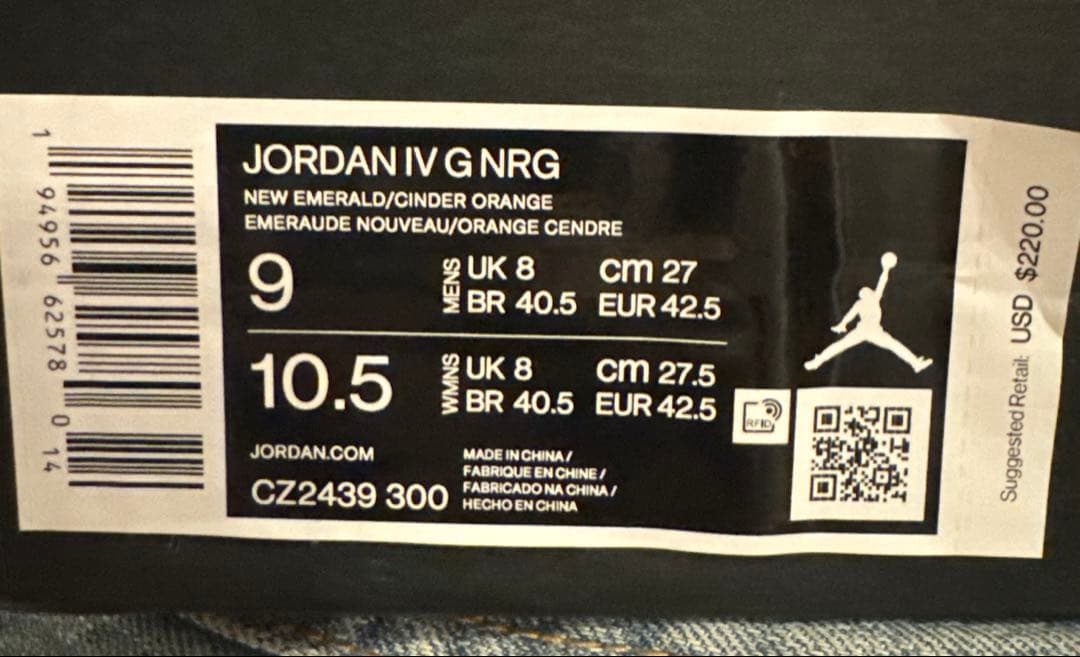 1 94956 62578 0 14
JORDAN IV G NRG
NEW EMERALD/CINDER ORANGE
EMERAUDE NOUVEAU/ORANGE CENDRE
9 MENS UK 8 cm 27
BR 40.5 EUR 42.5
10.5 WMNS UK 8 cm 27.5
BR 40.5 EUR 42.5
RFID
JORDAN.COM
CZ2439 300
MADE IN CHINA /
FABRIQUE EN CHINE /
FABRICADO NA CHINA /
HECHO EN CHINA
Suggested Retail: USD $220.00